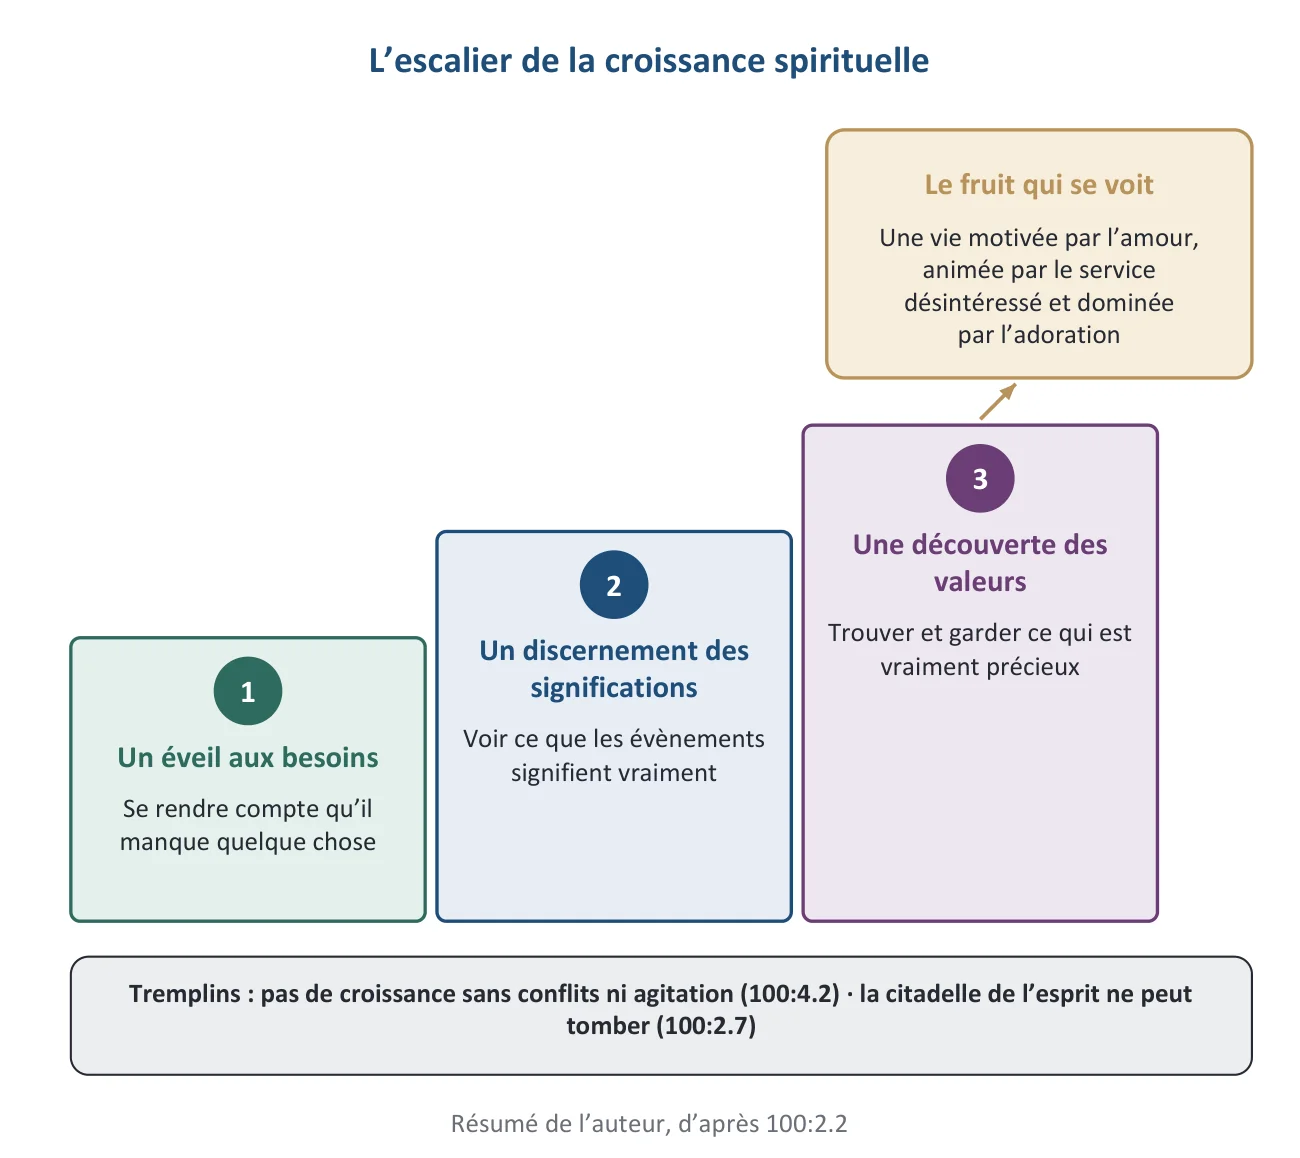 L’escalier de la croissance spirituelle
Le fruit qui se voit
Une vie motivée par l’amour,
animée par le service
désintéressé et dominée
par l’adoration
3
Une découverte des
valeurs
Trouver et garder ce qui est
vraiment précieux
2
Un discernement des
significations
Voir ce que les évènements
signifient vraiment
1
Un éveil aux besoins
Se rendre compte qu’il
manque quelque chose
Tremplins : pas de croissance sans conflits ni agitation (100:4.2) · la citadelle de l’esprit ne peut
tomber (100:2.7)
Résumé de l’auteur, d’après 100:2.2